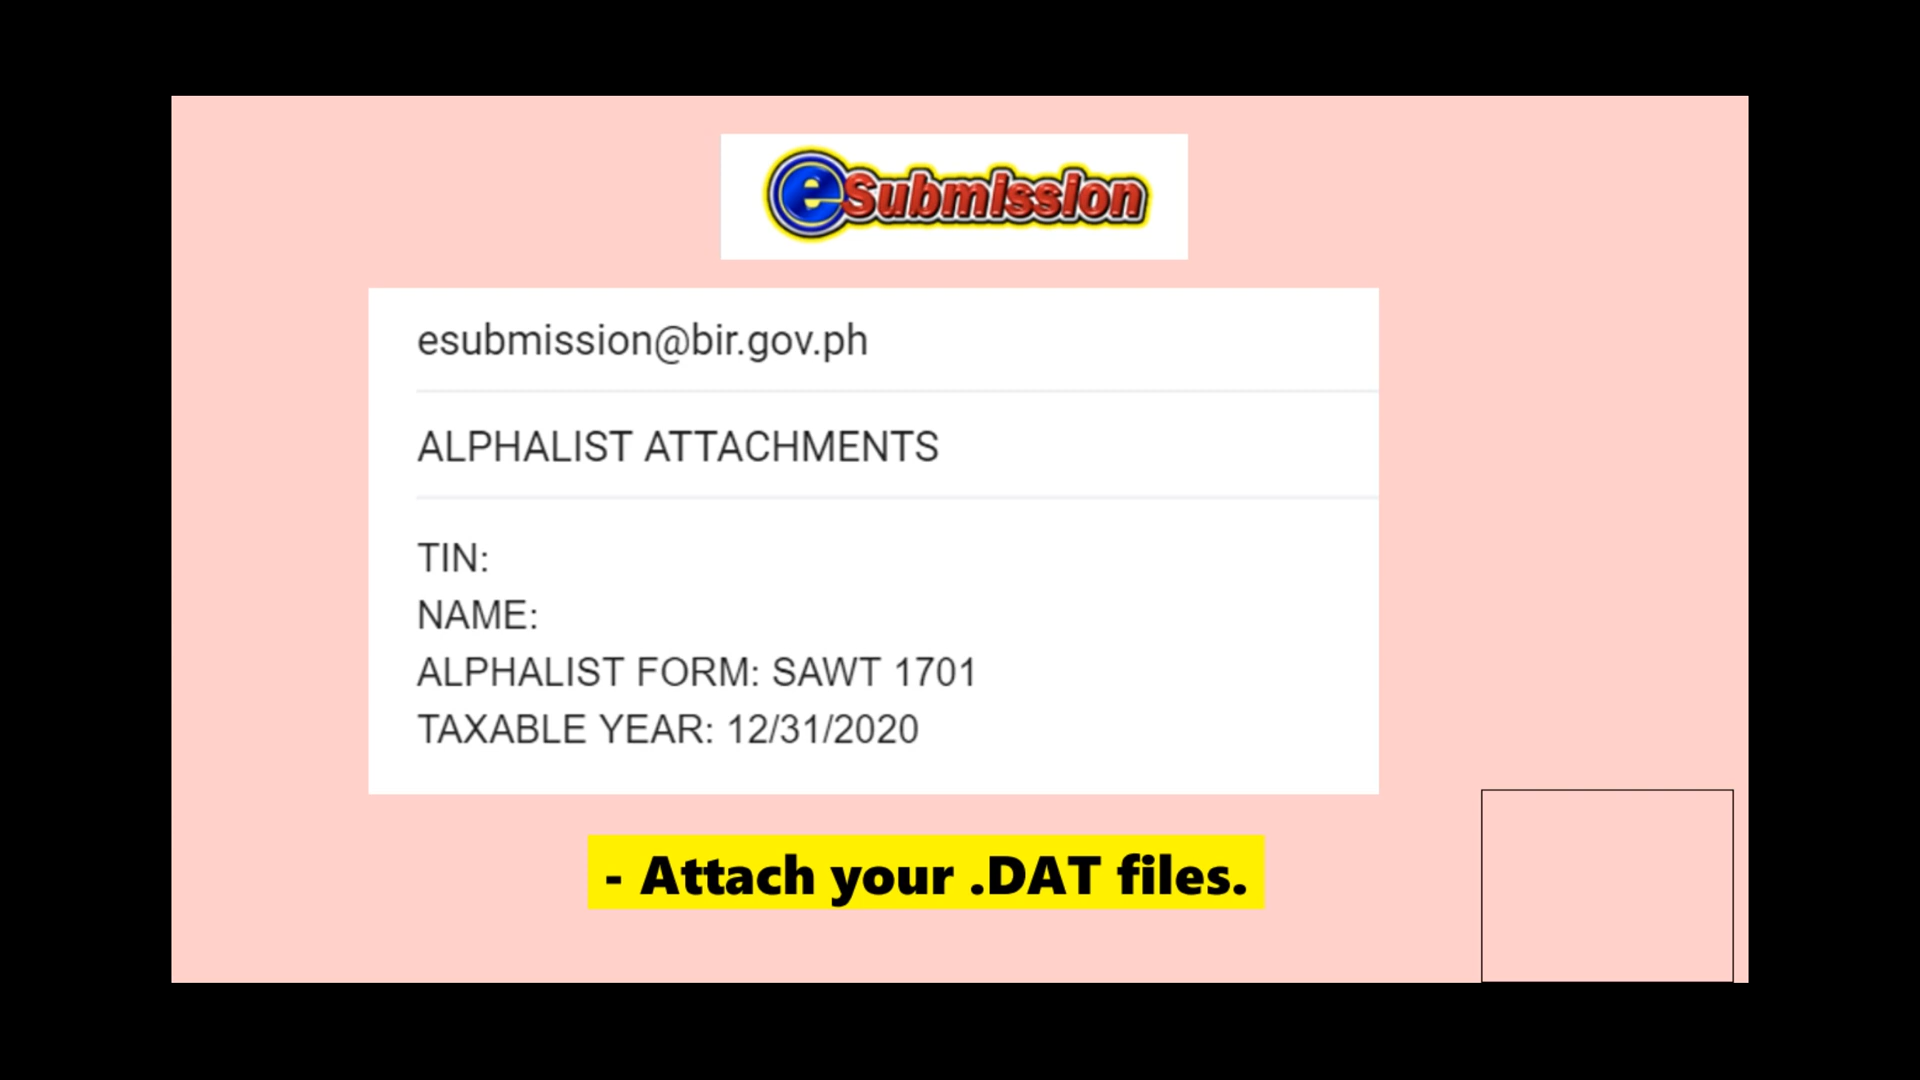 eSubmission
esubmission@bir.gov.ph
ALPHALIST ATTACHMENTS
TIN:
NAME:
ALPHALIST FORM: SAWT 1701
TAXABLE YEAR: 12/31/2020
- Attach your .DAT files.